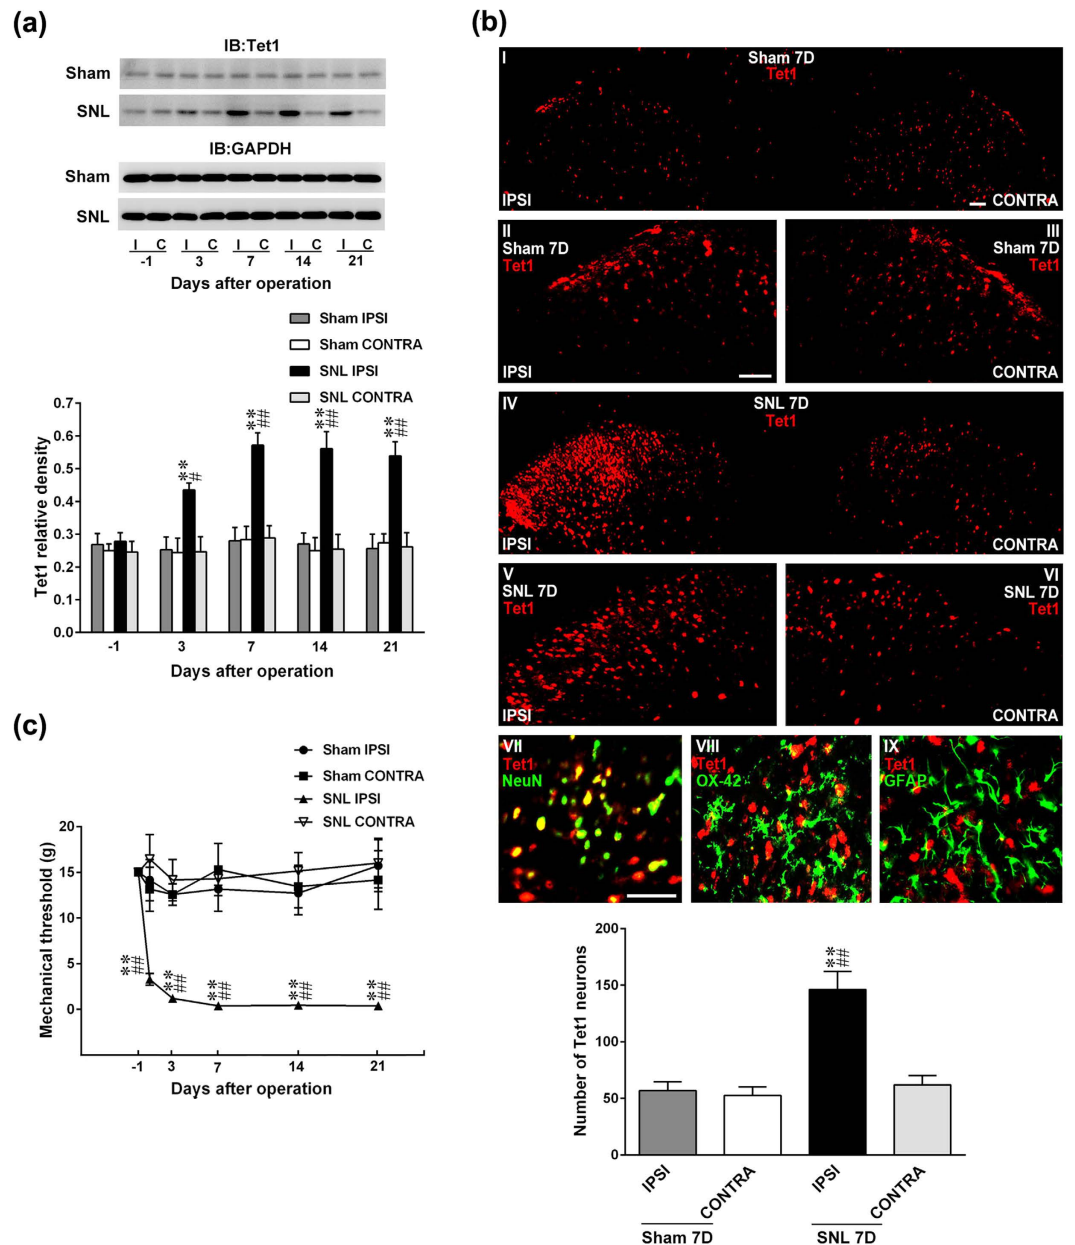 (a)
IB:Tet1
Sham
SNL
IB:GAPDH
Sham
SNL
I C I C I C I C I C
-1 3 7 14 21
Days after operation
Sham IPSI
Sham CONTRA
SNL IPSI
SNL CONTRA
Tet1 relative density
0.7
0.6
0.5
0.4
0.3
0.2
0.1
0.0
** # ** ## ** ## ** ##
-1 3 7 14 21
Days after operation
(b)
I
Sham 7D
Tet1
IPSI
CONTRA
II
Sham 7D
Tet1
IPSI
III
Sham 7D
Tet1
CONTRA
IV
SNL 7D
Tet1
IPSI
CONTRA
V
SNL 7D
Tet1
IPSI
VI
SNL 7D
Tet1
CONTRA
VII
Tet1
NeuN
VIII
Tet1
OX-42
IX
Tet1
GFAP
Number of Tet1 neurons
200
150
100
50
0
** ##
IPSI
CONTRA
IPSI
CONTRA
Sham 7D
SNL 7D
(c)
Sham IPSI
Sham CONTRA
SNL IPSI
SNL CONTRA
Mechanical threshold (g)
20
15
10
5
0
** ## ** ## ** ## ** ## ** ##
-1 3 7 14 21
Days after operation